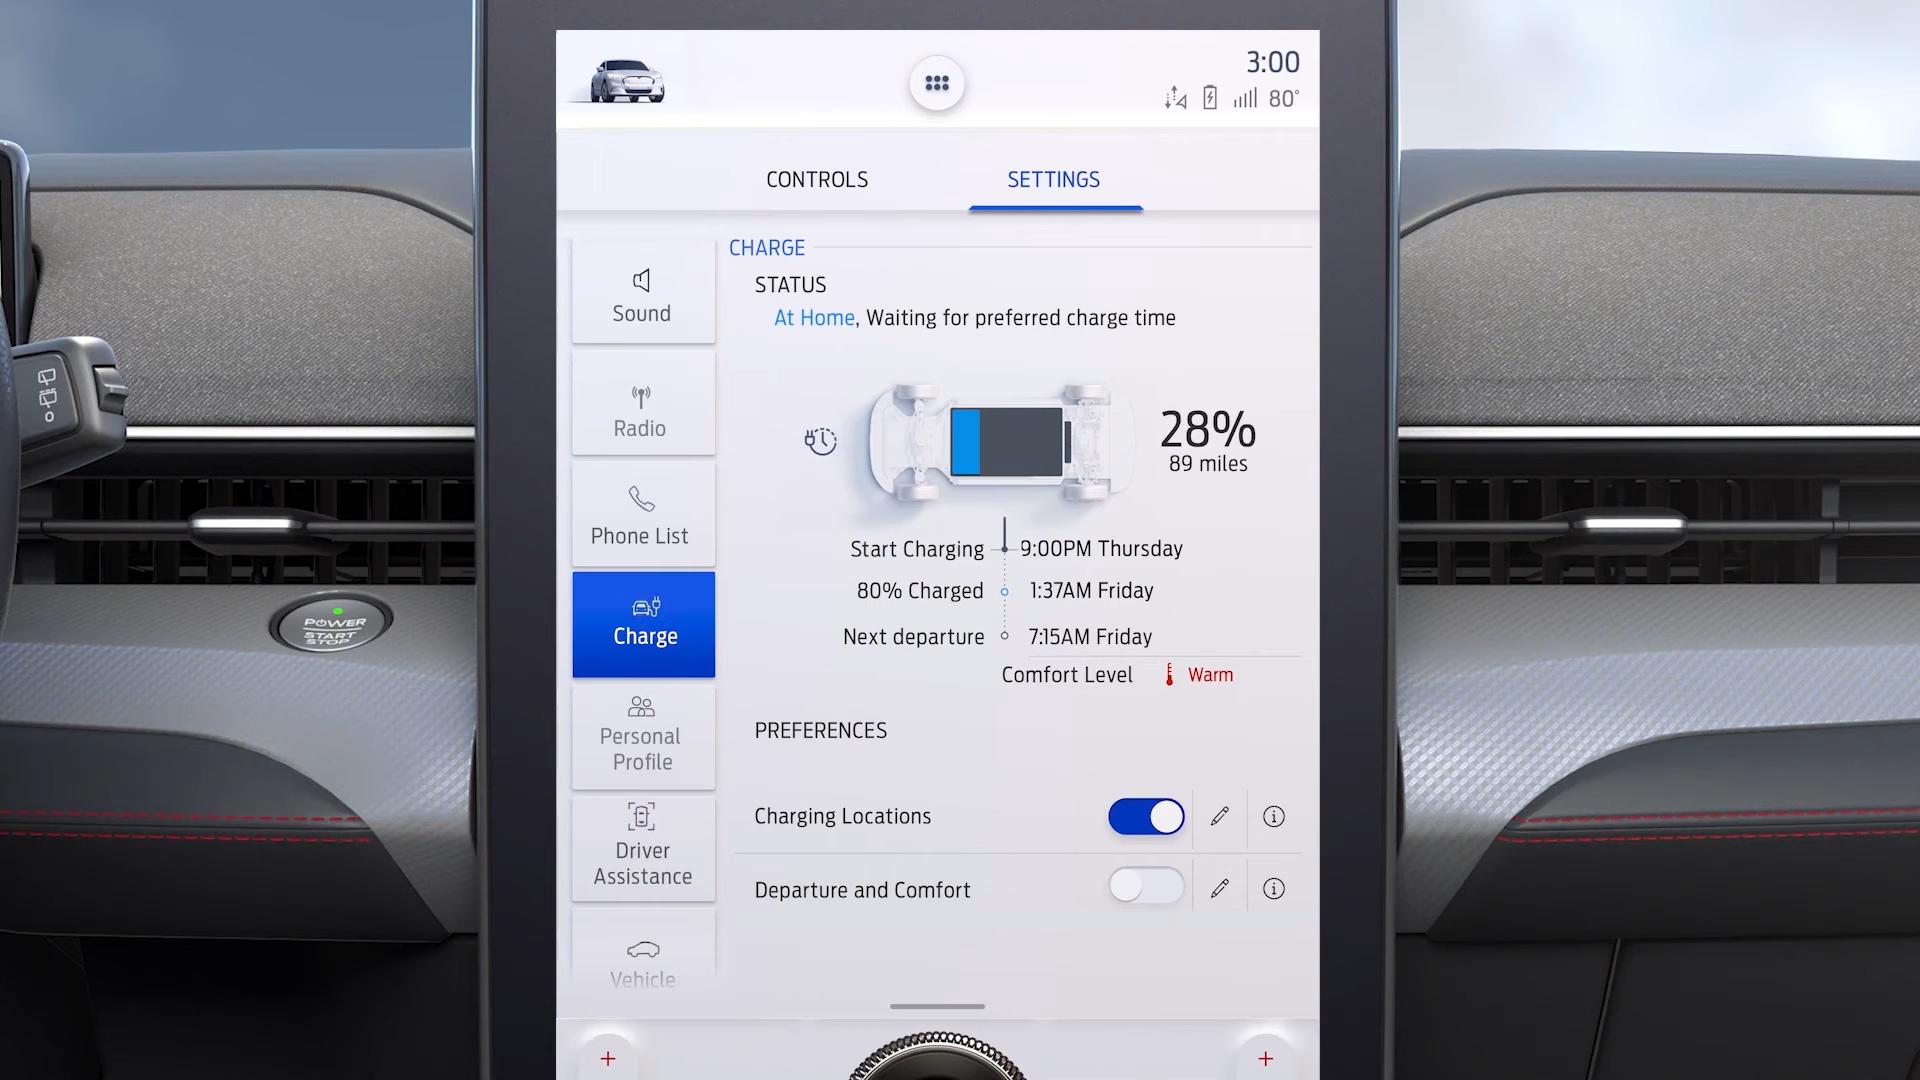 3:00
80°
CONTROLS
SETTINGS
CHARGE
STATUS
At Home, Waiting for preferred charge time
28%
89 miles
Start Charging 9:00PM Thursday
80% Charged 1:37AM Friday
Next departure 7:15AM Friday
Comfort Level Warm
PREFERENCES
Charging Locations
Departure and Comfort
Sound
Radio
Phone List
Charge
Personal
Profile
Driver
Assistance
Vehicle
POWER
START
STOP
O